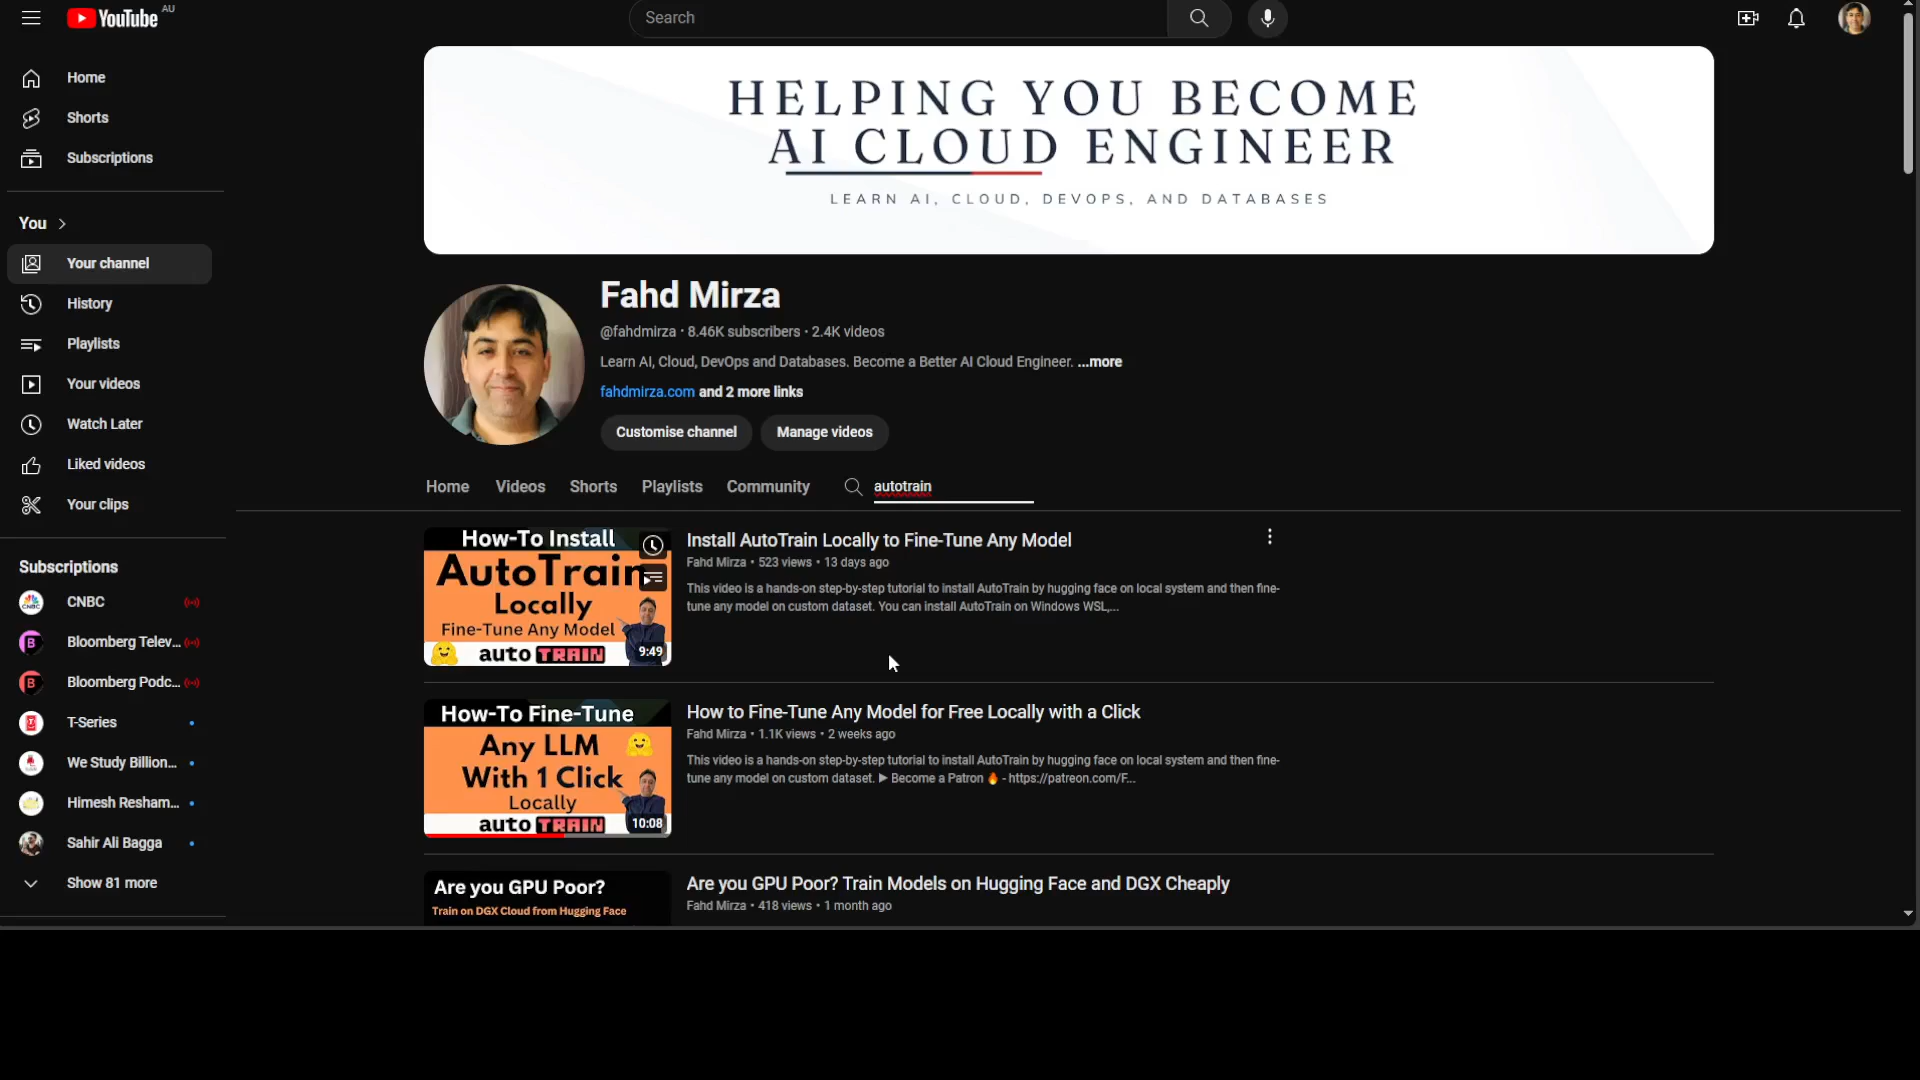 YouTube AU
Search
Home
Shorts
Subscriptions
You
Your channel
History
Playlists
Your videos
Watch Later
Liked videos
Your clips
Subscriptions
CNBC
Bloomberg Telev...
Bloomberg Podc...
T-Series
We Study Billion...
Himesh Resham...
Sahir Ali Bagga
Show 81 more
HELPING YOU BECOME
AI CLOUD ENGINEER
LEARN AI, CLOUD, DEVOPS, AND DATABASES
Fahd Mirza
@fahdmirza • 8.46K subscribers • 2.4K videos
Learn AI, Cloud, DevOps and Databases. Become a Better AI Cloud Engineer. ...more
fahdmirza.com and 2 more links
Customise channel Manage videos
Home Videos Shorts Playlists Community autotrain
How-To Install
AutoTrain
Locally
Fine-Tune Any Model
auto TRAIN
9:49
Install AutoTrain Locally to Fine-Tune Any Model
Fahd Mirza • 523 views • 13 days ago
This video is a hands-on step-by-step tutorial to install AutoTrain by hugging face on local system and then fine-
tune any model on custom dataset. You can install AutoTrain on Windows WSL,...
How-To Fine-Tune
Any LLM
With 1 Click
Locally
auto TRAIN
10:08
How to Fine-Tune Any Model for Free Locally with a Click
Fahd Mirza • 1.1K views • 2 weeks ago
This video is a hands-on step-by-step tutorial to install AutoTrain by hugging face on local system and then fine-
tune any model on custom dataset. ▶ Become a Patron 🔥 - https://patreon.com/F...
Are you GPU Poor?
Train on DGX Cloud from Hugging Face
Are you GPU Poor? Train Models on Hugging Face and DGX Cheaply
Fahd Mirza • 418 views • 1 month ago